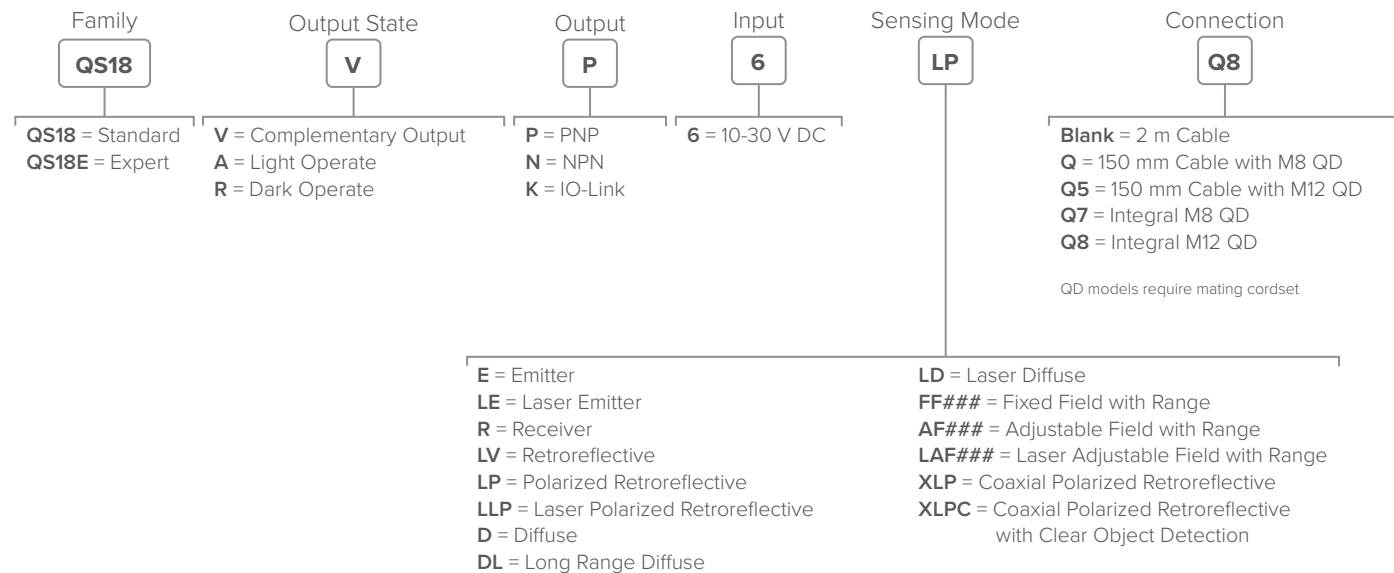 Family
Output State
Output
Input
Sensing Mode
Connection
QS18
V
P
6
LP
Q8
QS18 = Standard
QS18E = Expert
V = Complementary Output
A = Light Operate
R = Dark Operate
P = PNP
N = NPN
K = IO-Link
6 = 10-30 V DC
Blank = 2 m Cable
Q = 150 mm Cable with M8 QD
Q5 = 150 mm Cable with M12 QD
Q7 = Integral M8 QD
Q8 = Integral M12 QD
QD models require mating cordset
E = Emitter
LE = Laser Emitter
R = Receiver
LV = Retroreflective
LP = Polarized Retroreflective
LLP = Laser Polarized Retroreflective
D = Diffuse
DL = Long Range Diffuse
LD = Laser Diffuse
FF### = Fixed Field with Range
AF### = Adjustable Field with Range
LAF### = Laser Adjustable Field with Range
XLP = Coaxial Polarized Retroreflective
XLPC = Coaxial Polarized Retroreflective
with Clear Object Detection